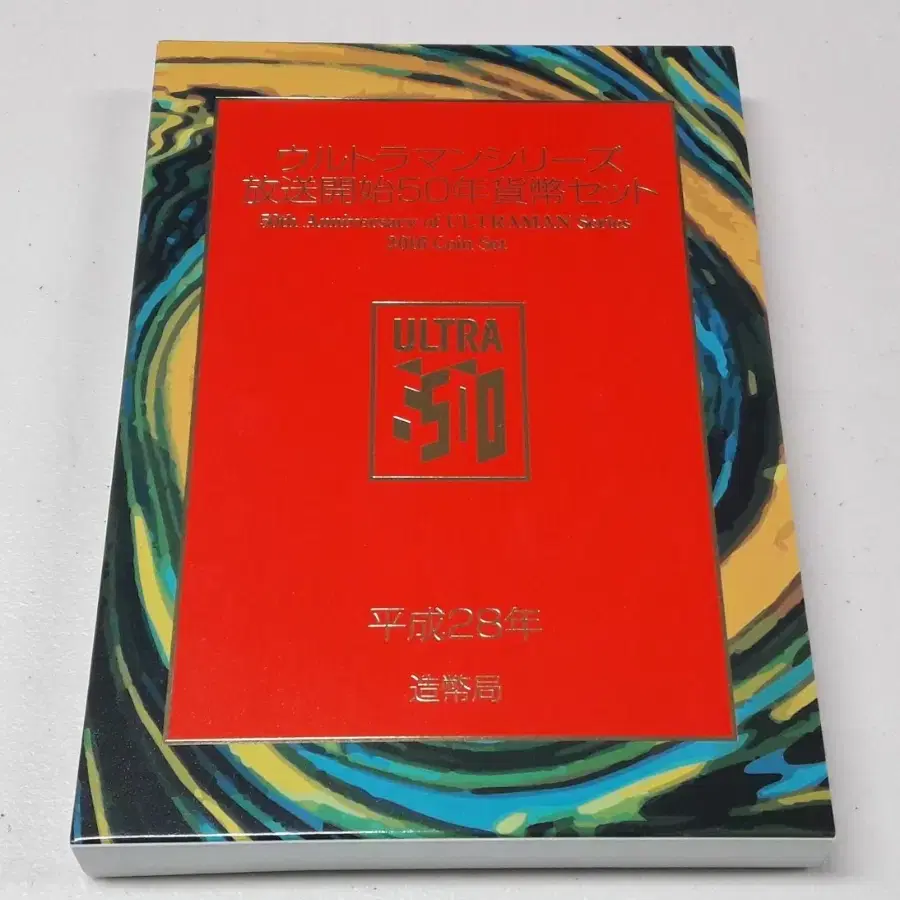 ウルトラマンシリーズ
放送開始50年貨幣セット
50th Anniversary of ULTRAMAN Series
2016 Coin Set
ULTRA
50
平成28年
造幣局